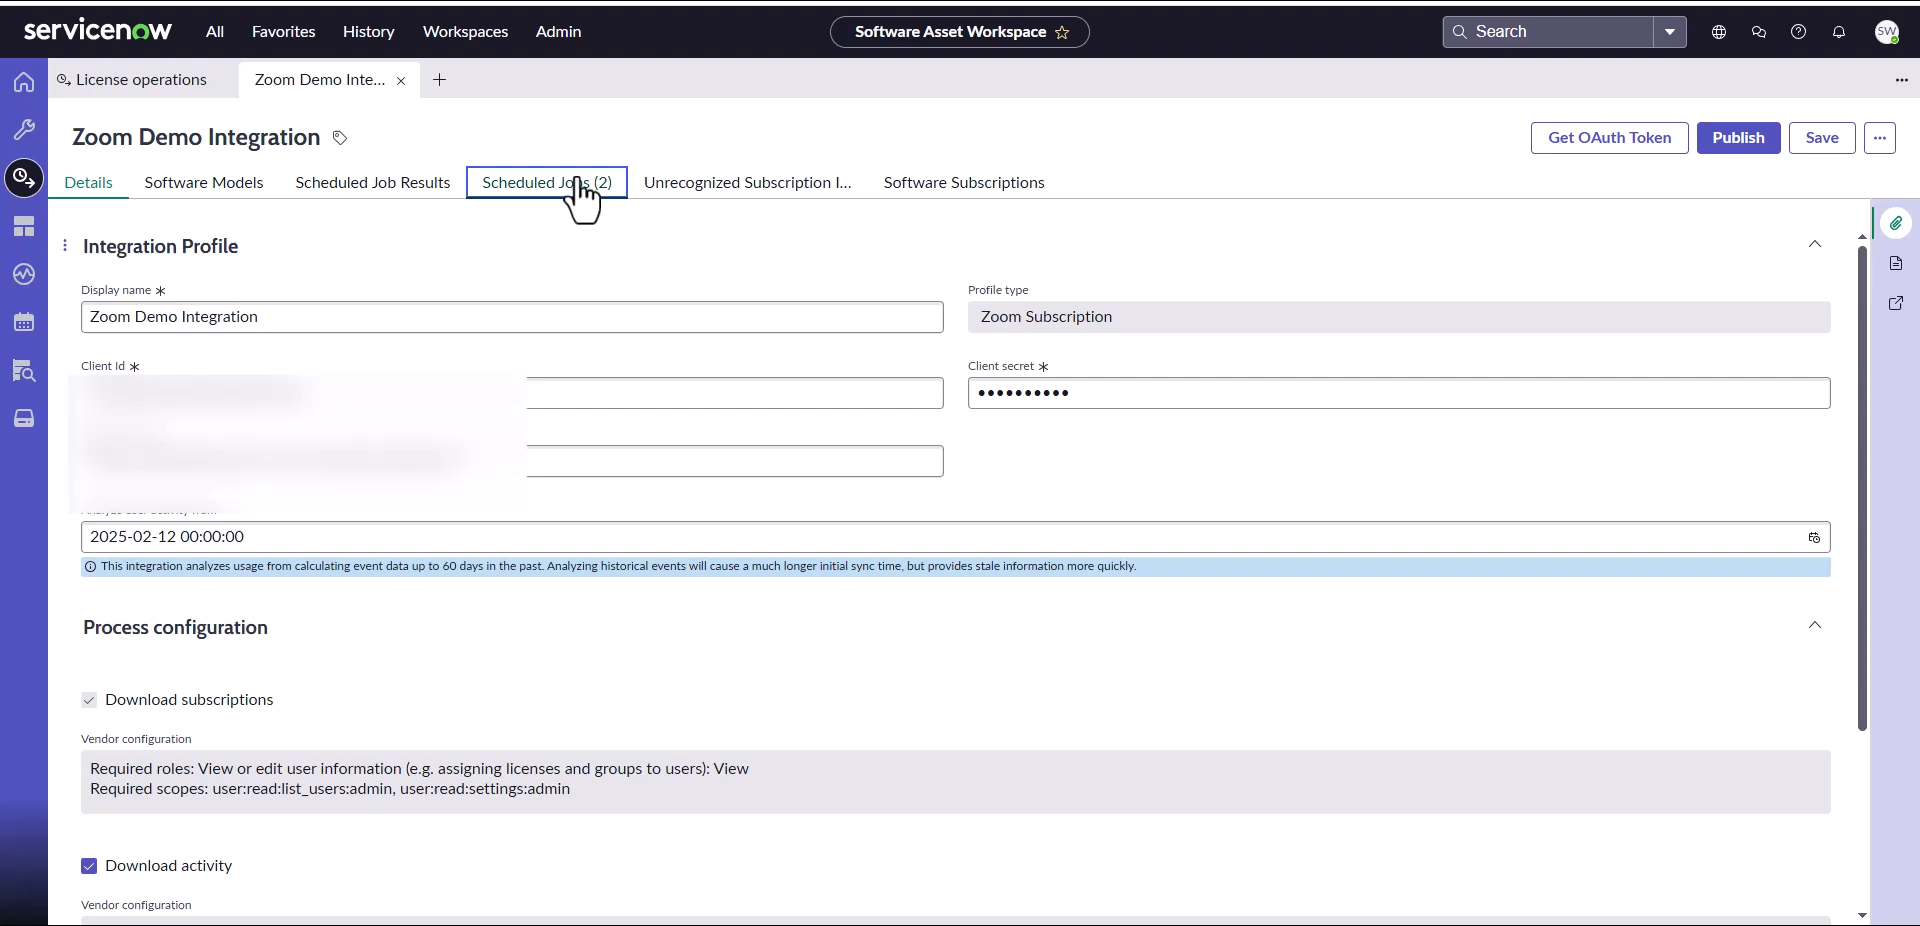 servicenow All Favorites History Workspaces Admin Software Asset Workspace Search SW
License operations Zoom Demo Inte...
Zoom Demo Integration Get OAuth Token Publish Save
Details Software Models Scheduled Job Results Scheduled Jobs (2) Unrecognized Subscription I... Software Subscriptions
Integration Profile
Display name * Profile type
Zoom Demo Integration Zoom Subscription
Client Id * Client secret *
2025-02-12 00:00:00
This integration analyzes usage from calculating event data up to 60 days in the past. Analyzing historical events will cause a much longer initial sync time, but provides stale information more quickly.
Process configuration
Download subscriptions
Vendor configuration
Required roles: View or edit user information (e.g. assigning licenses and groups to users): View
Required scopes: user:read:list_users:admin, user:read:settings:admin
Download activity
Vendor configuration